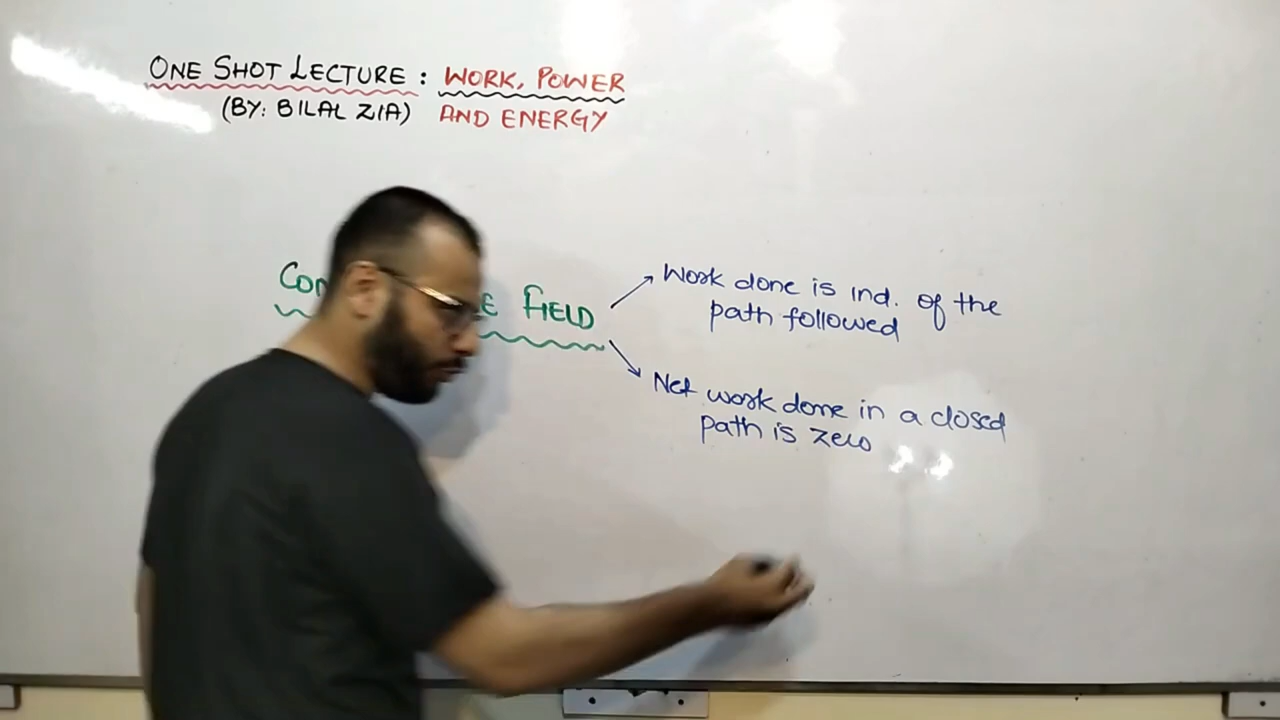 ONE SHOT LECTURE : WORK, POWER
(BY: BILAL ZIA) AND ENERGY
FIELD
Work done is ind. of the
path followed
Net work done in a closed
path is zero